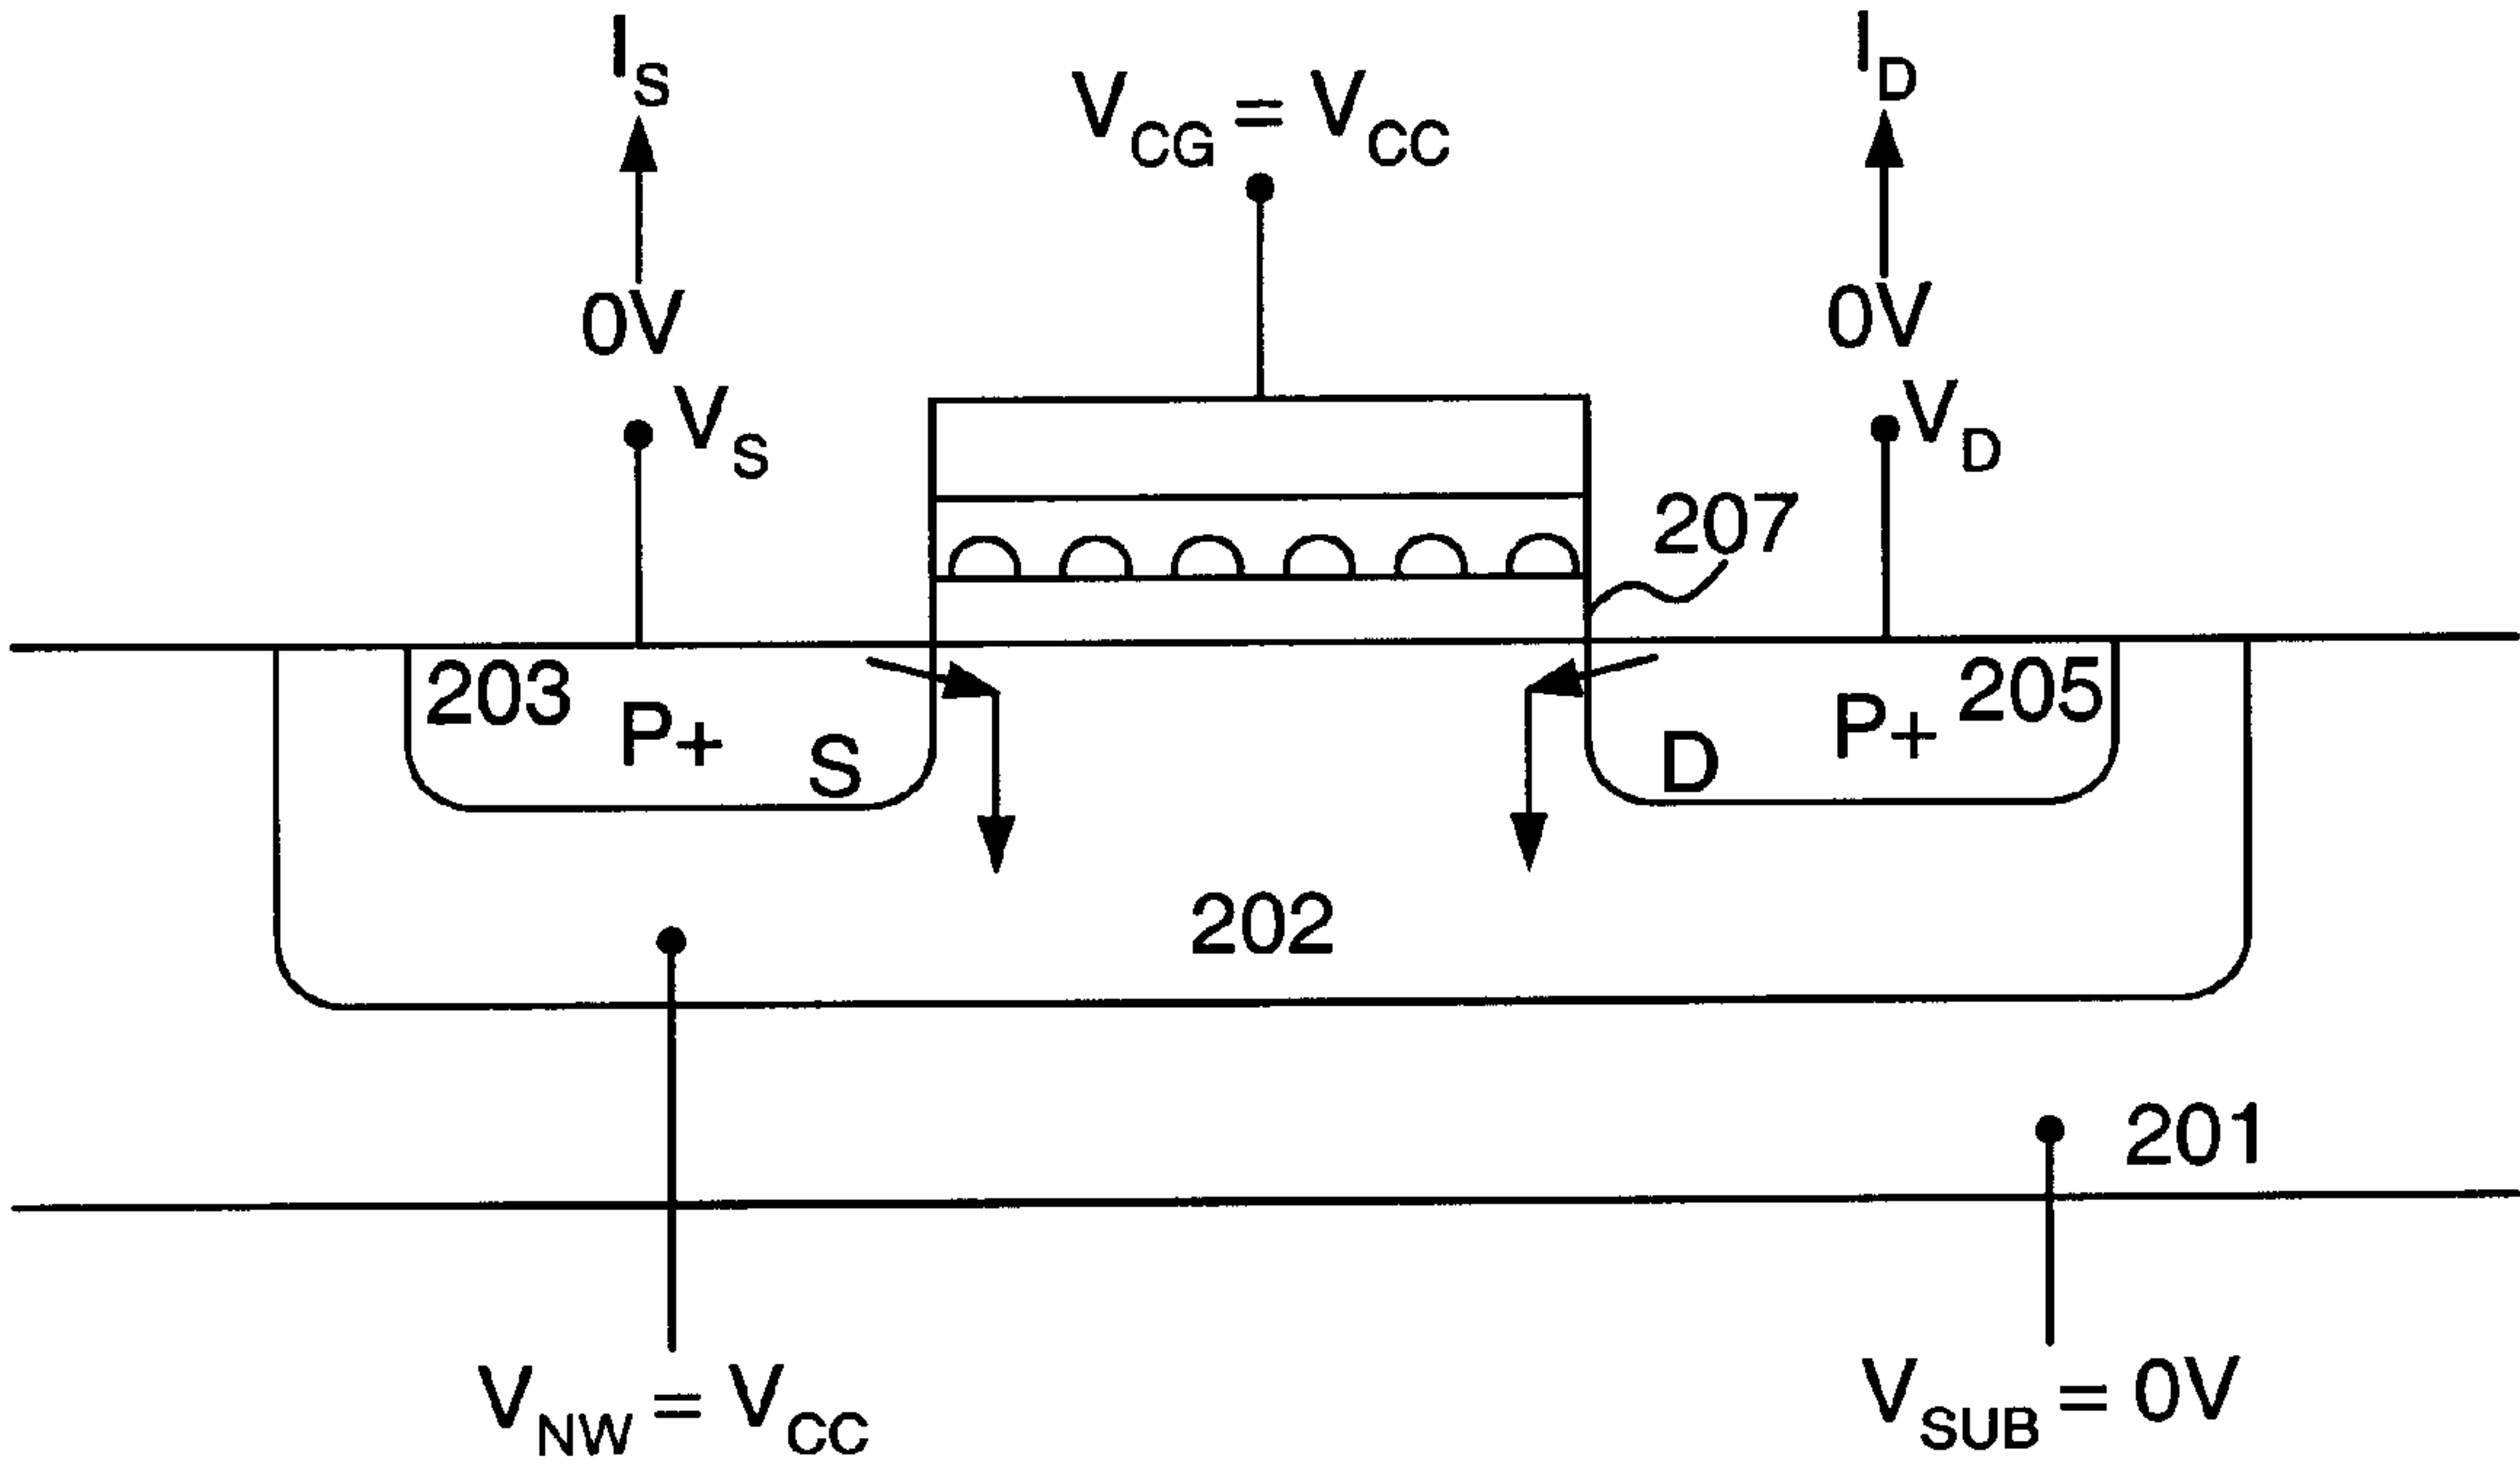 I_S
I_D
V_CG = V_CC
0V
0V
V_S
V_D
207
203
P+
S
D
P+
205
202
201
V_NW = V_CC
V_SUB = 0V